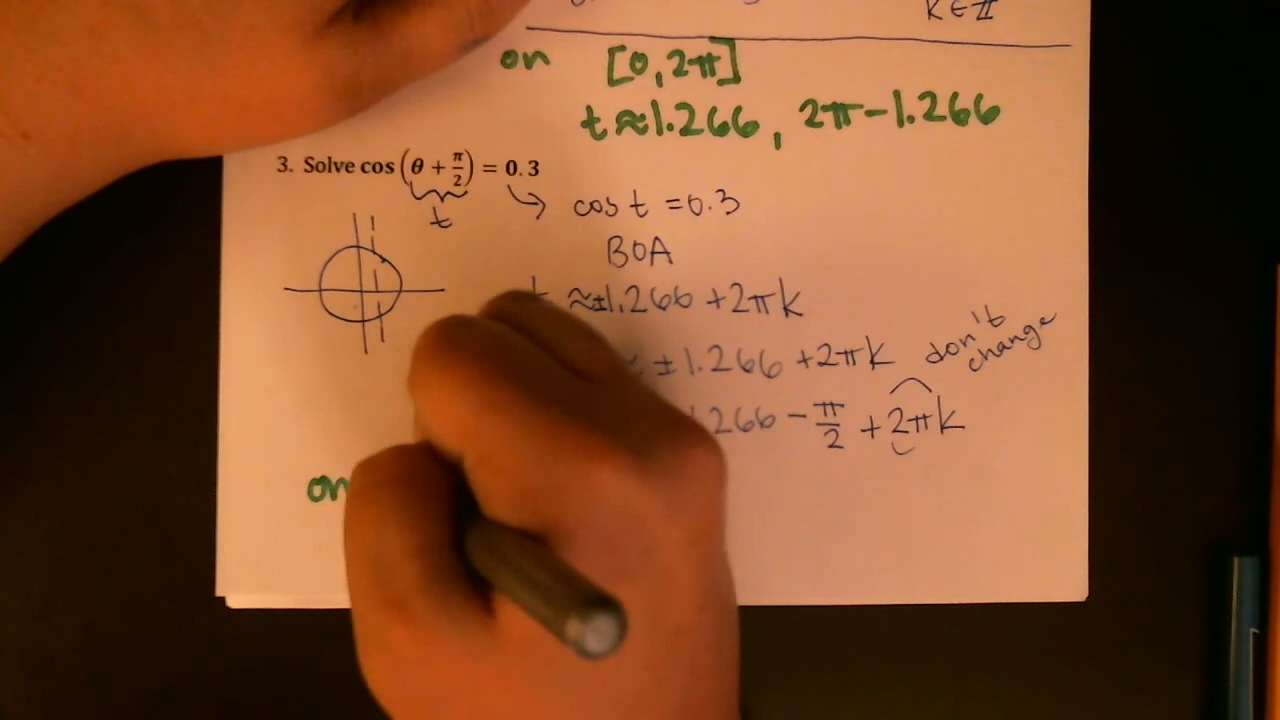 k ∈ ℤ
on [0, 2π]
t ≈ 1.266, 2π - 1.266
3. Solve cos (θ + π/2) = 0.3
t
cos t = 0.3
BOA
t ≈ ±1.266 + 2πk
± 1.266 + 2πk don't change
266 - π/2 + 2πk
on